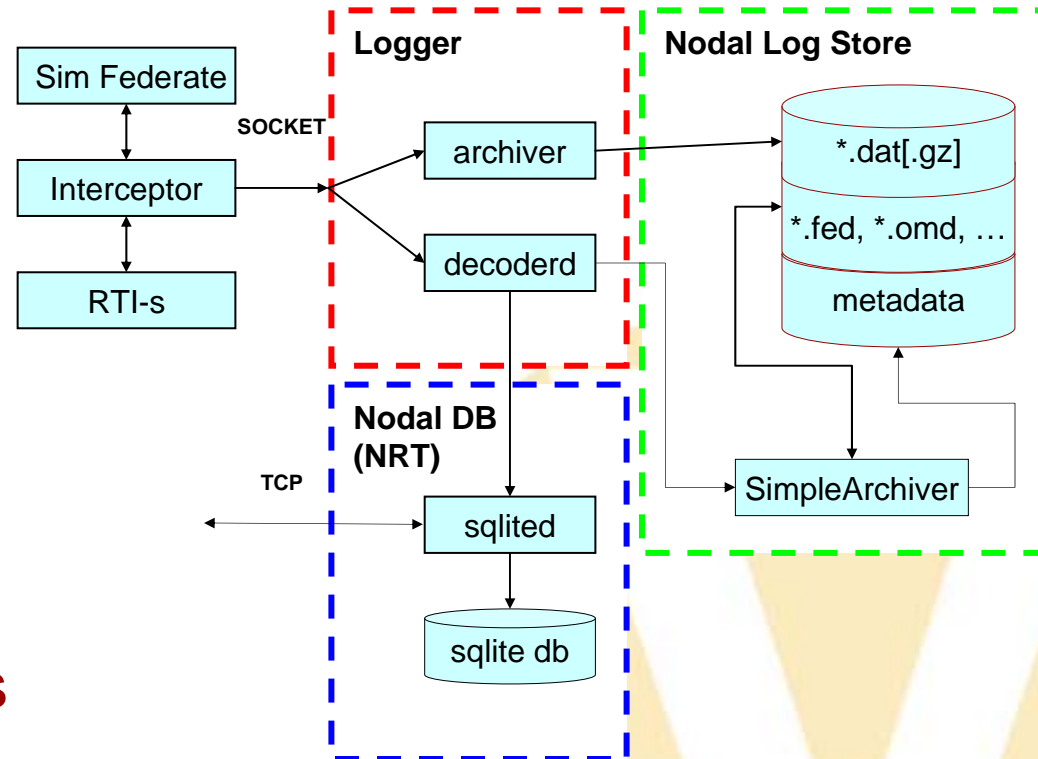 Logger
Nodal Log Store
Sim Federate
SOCKET
archiver
*.dat[.gz]
Interceptor
*.fed, *.omd, …
decoderd
RTI-s
metadata
Nodal DB
(NRT)
TCP
SimpleArchiver
sqlited
sqlite db
s